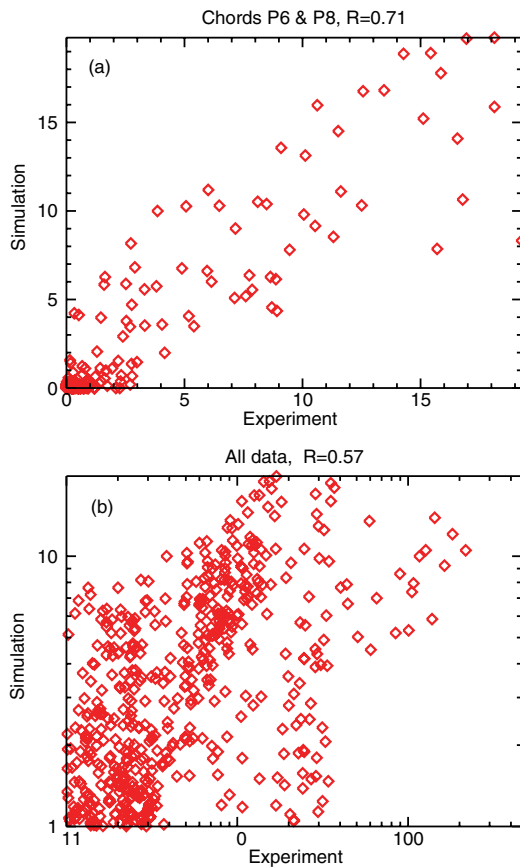 Chords P6 & P8, R=0.71
(a)
15
10
5
0
Simulation
0 5 10 15
Experiment
All data, R=0.57
(b)
10
1
Simulation
11 0 100
Experiment